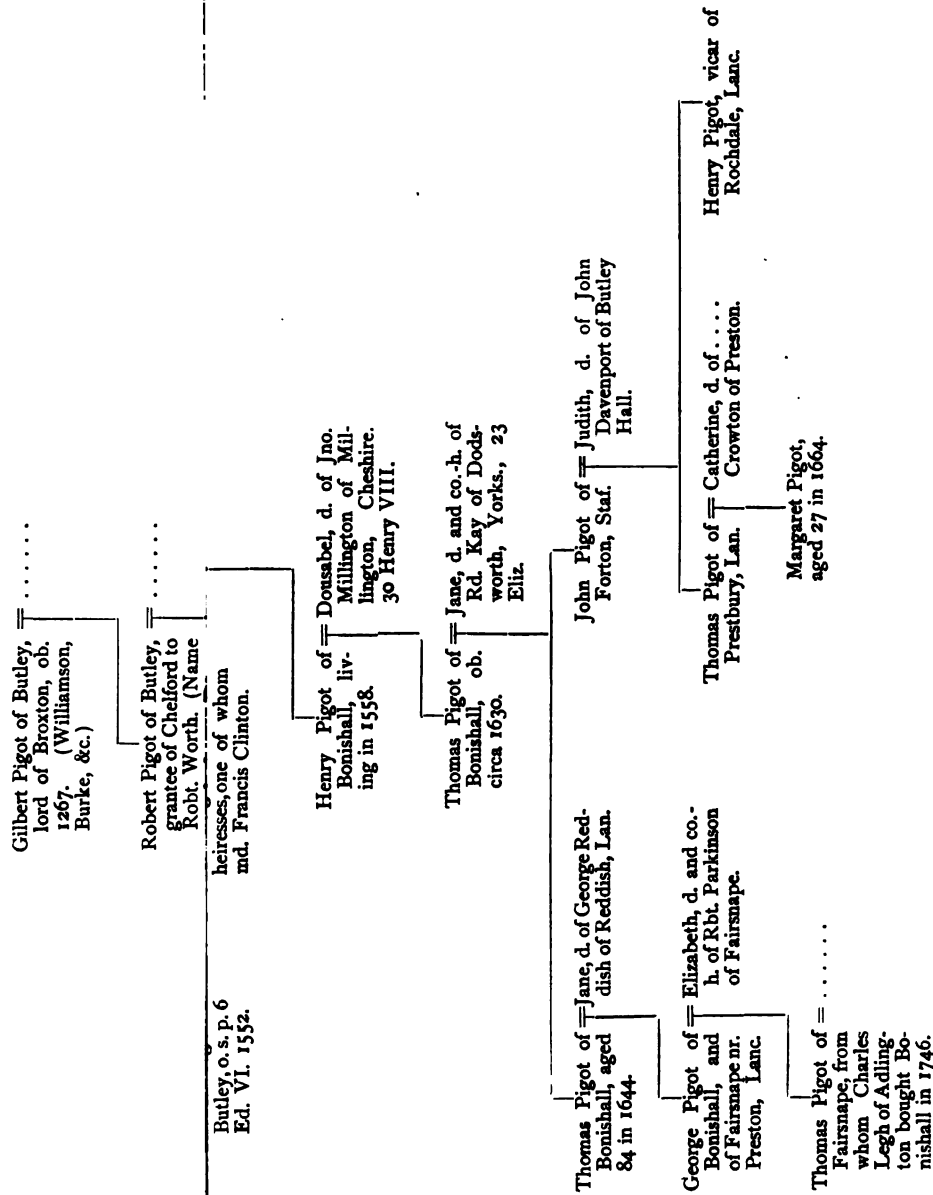 Gilbert Pigot of Butley, = . . . . . .
lord of Broxton, ob.
1267. (Williamson,
Burke, &c.)
Robert Pigot of Butley, = . . . . . .
grantee of Chelford to
Robt. Worth. (Name
Butley, o. s. p. 6
Ed. VI. 1552.
heiresses, one of whom
md. Francis Clinton.
Henry Pigot of
Bonishall, liv-
ing in 1558.
= Dousabel, d. of Jno.
Millington of Mil-
lington, Cheshire.
30 Henry VIII.
Thomas Pigot of
Bonishall, ob.
circa 1630.
= Jane, d. and co.-h. of
Rd. Kay of Dods-
worth, Yorks., 23
Eliz.
Thomas Pigot of
Bonishall, aged
84 in 1644.
= Jane, d. of George Red-
dish of Reddish, Lan.
John Pigot of
Forton, Staf.
= Judith, d. of John
Davenport of Butley
Hall.
George Pigot of
Bonishall, and
of Fairsnape nr.
Preston, Lanc.
= Elizabeth, d. and co.-
h. of Rbt. Parkinson
of Fairsnape.
Thomas Pigot of
Prestbury, Lan.
= Catherine, d. of . . . .
Crowton of Preston.
Henry Pigot, vicar of
Rochdale, Lanc.
Thomas Pigot of = . . . . . .
Fairsnape, from
whom Charles
Legh of Adling-
ton bought Bo-
nishall in 1746.
Margaret Pigot,
aged 27 in 1664.